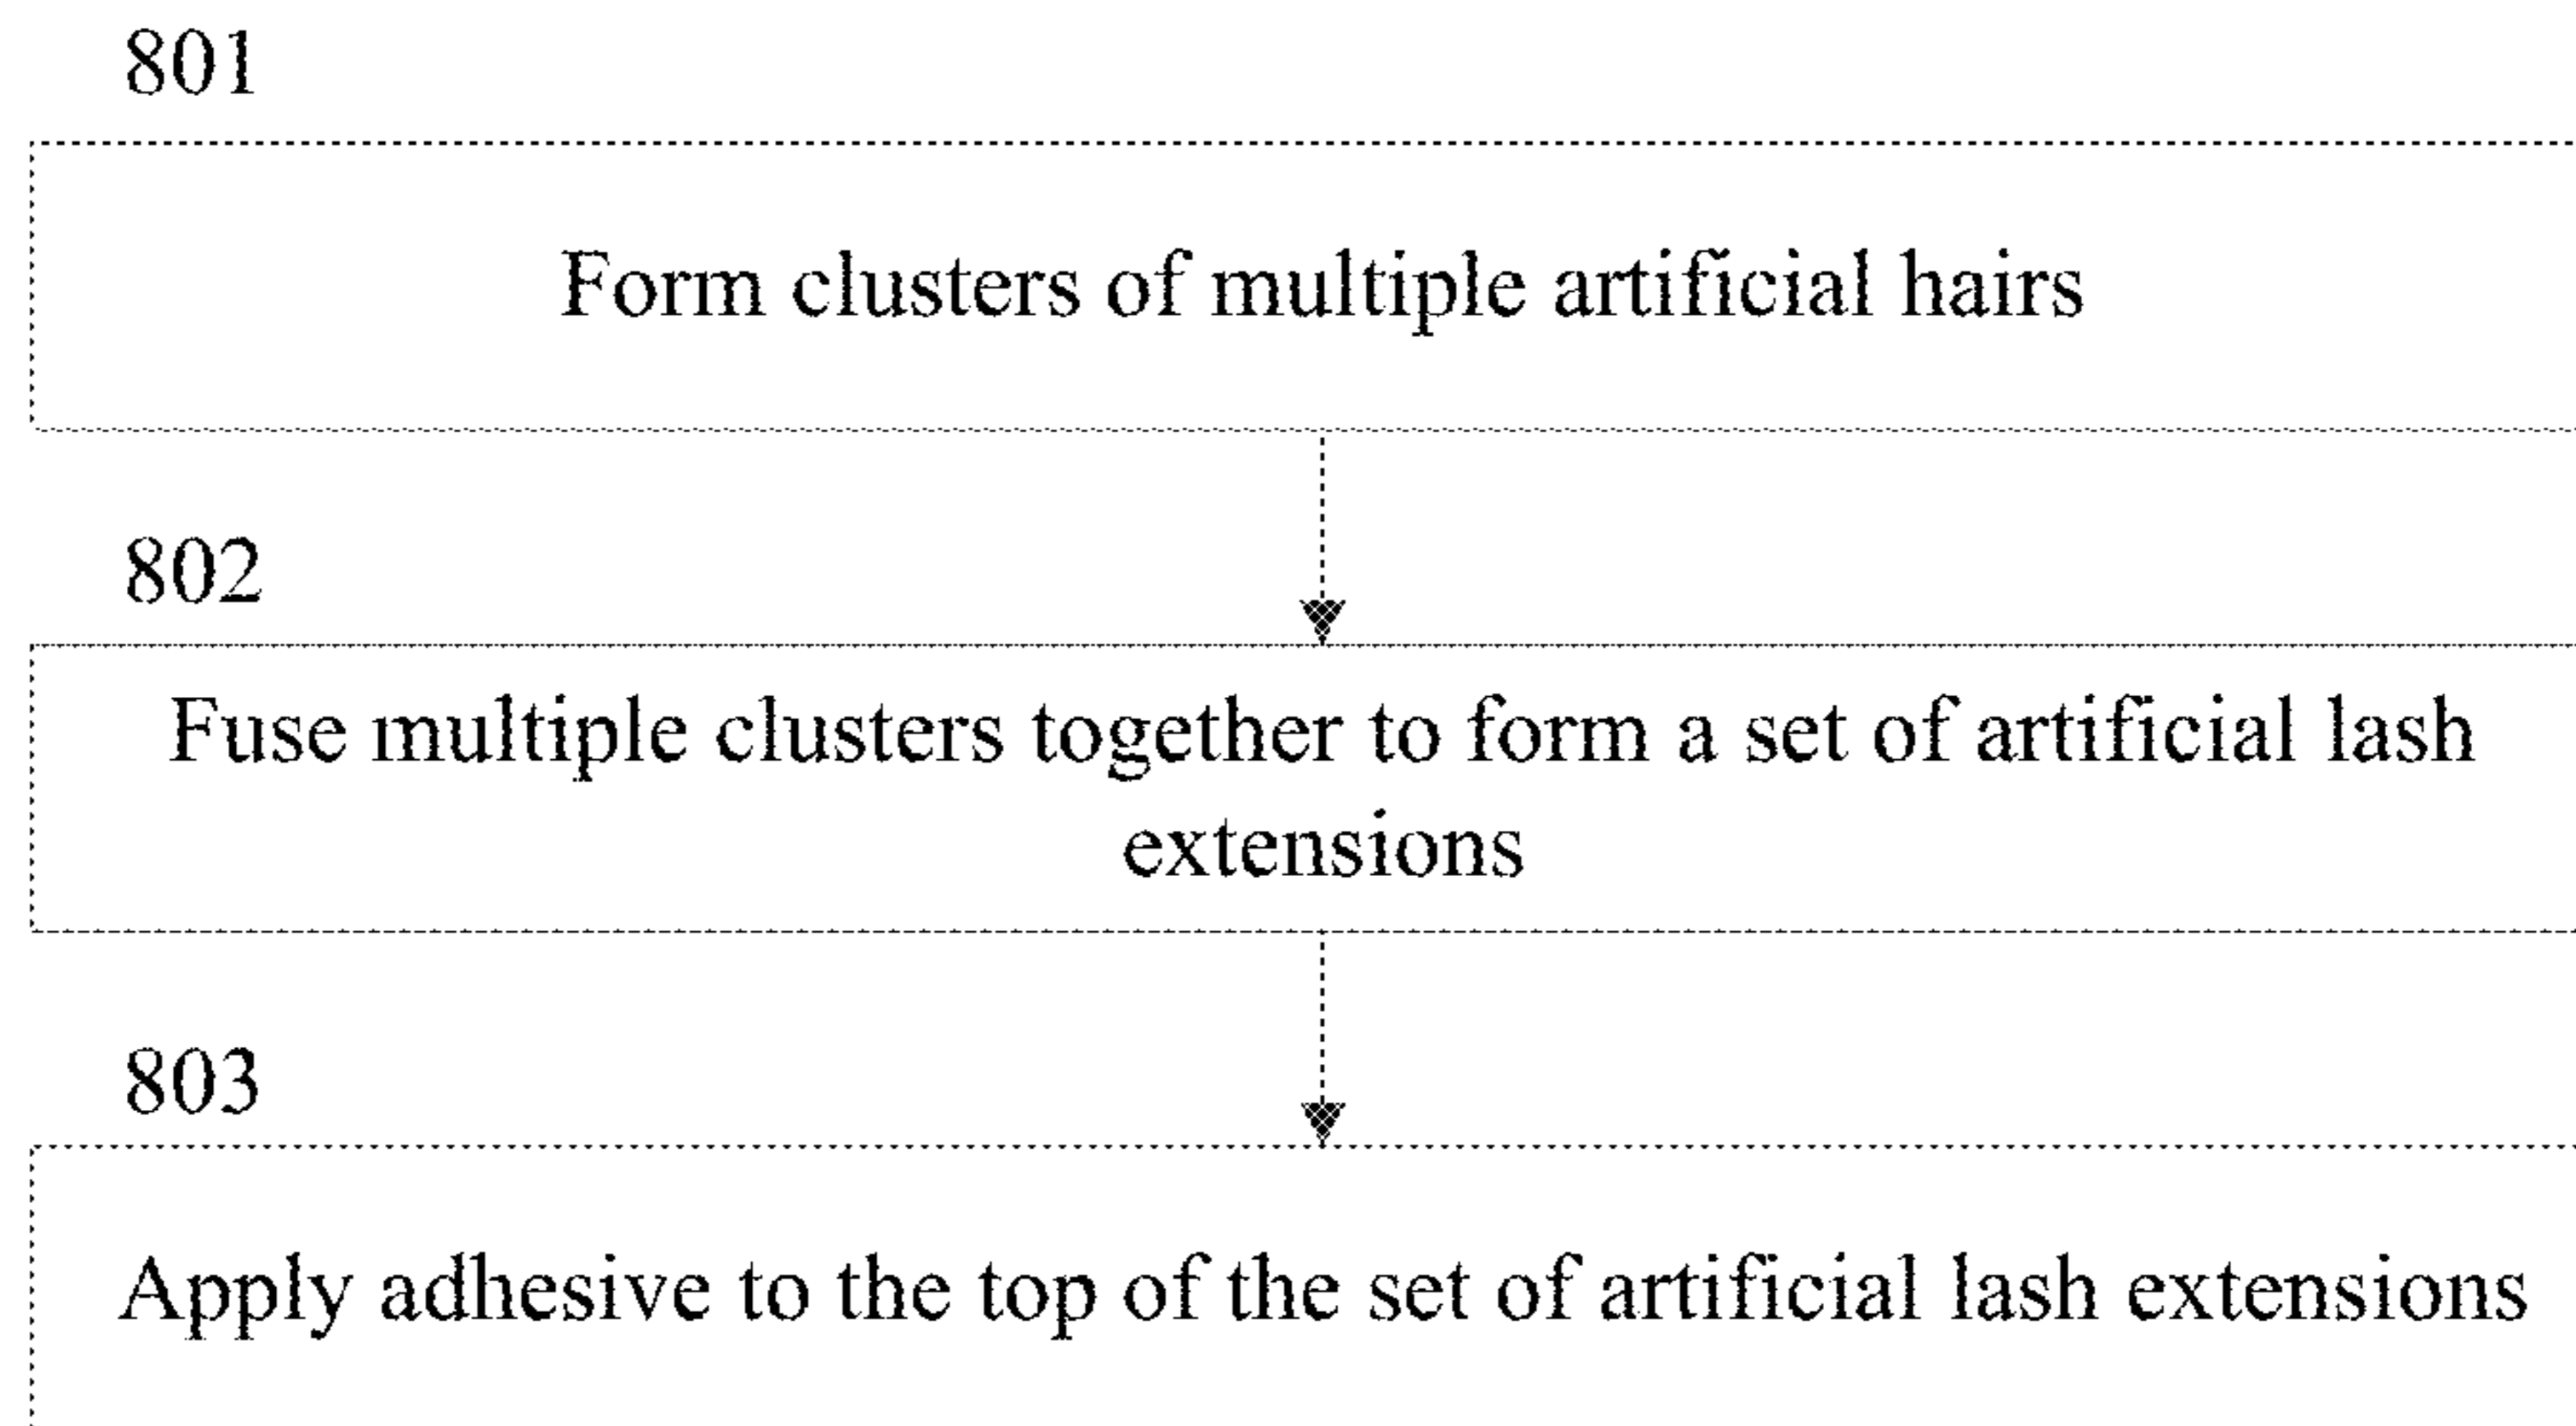 801
Form clusters of multiple artificial hairs
802
Fuse multiple clusters together to form a set of artificial lash
extensions
803
Apply adhesive to the top of the set of artificial lash extensions